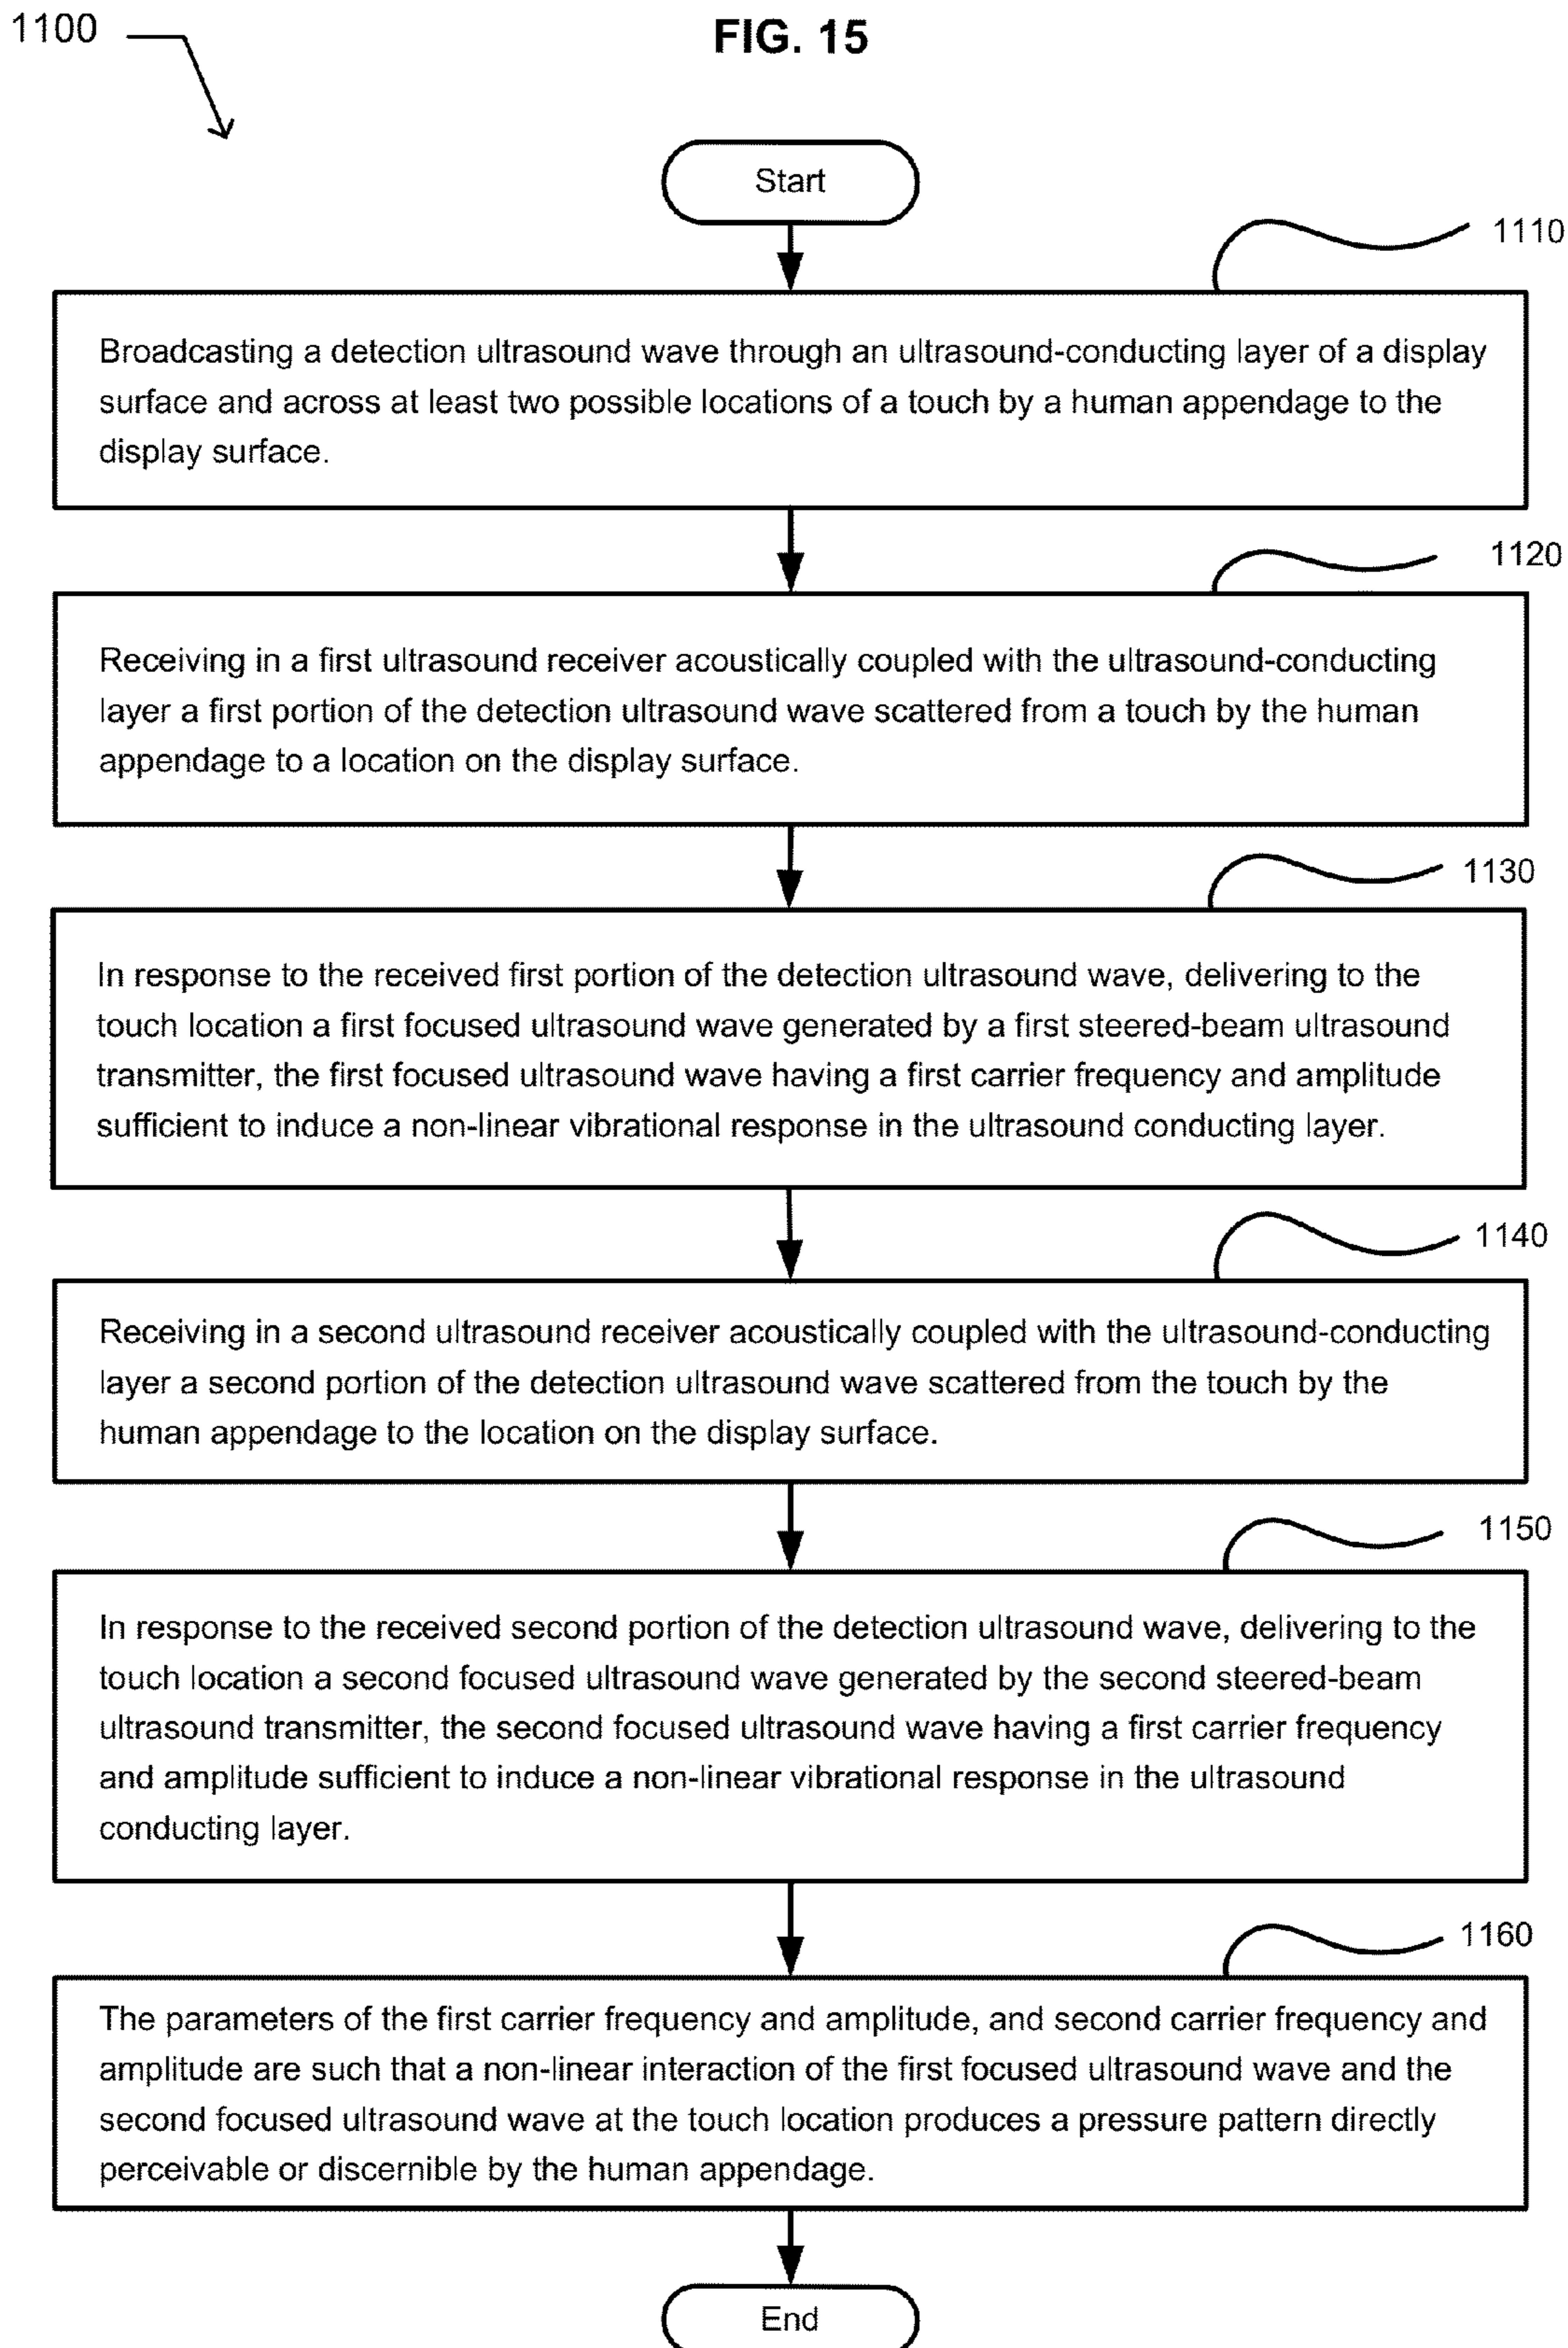 1100
FIG. 15
Start
1110
Broadcasting a detection ultrasound wave through an ultrasound-conducting layer of a display
surface and across at least two possible locations of a touch by a human appendage to the
display surface.
1120
Receiving in a first ultrasound receiver acoustically coupled with the ultrasound-conducting
layer a first portion of the detection ultrasound wave scattered from a touch by the human
appendage to a location on the display surface.
1130
In response to the received first portion of the detection ultrasound wave, delivering to the
touch location a first focused ultrasound wave generated by a first steered-beam ultrasound
transmitter, the first focused ultrasound wave having a first carrier frequency and amplitude
sufficient to induce a non-linear vibrational response in the ultrasound conducting layer.
1140
Receiving in a second ultrasound receiver acoustically coupled with the ultrasound-conducting
layer a second portion of the detection ultrasound wave scattered from the touch by the
human appendage to the location on the display surface.
1150
In response to the received second portion of the detection ultrasound wave, delivering to the
touch location a second focused ultrasound wave generated by the second steered-beam
ultrasound transmitter, the second focused ultrasound wave having a first carrier frequency
and amplitude sufficient to induce a non-linear vibrational response in the ultrasound
conducting layer.
1160
The parameters of the first carrier frequency and amplitude, and second carrier frequency and
amplitude are such that a non-linear interaction of the first focused ultrasound wave and the
second focused ultrasound wave at the touch location produces a pressure pattern directly
perceivable or discernible by the human appendage.
End